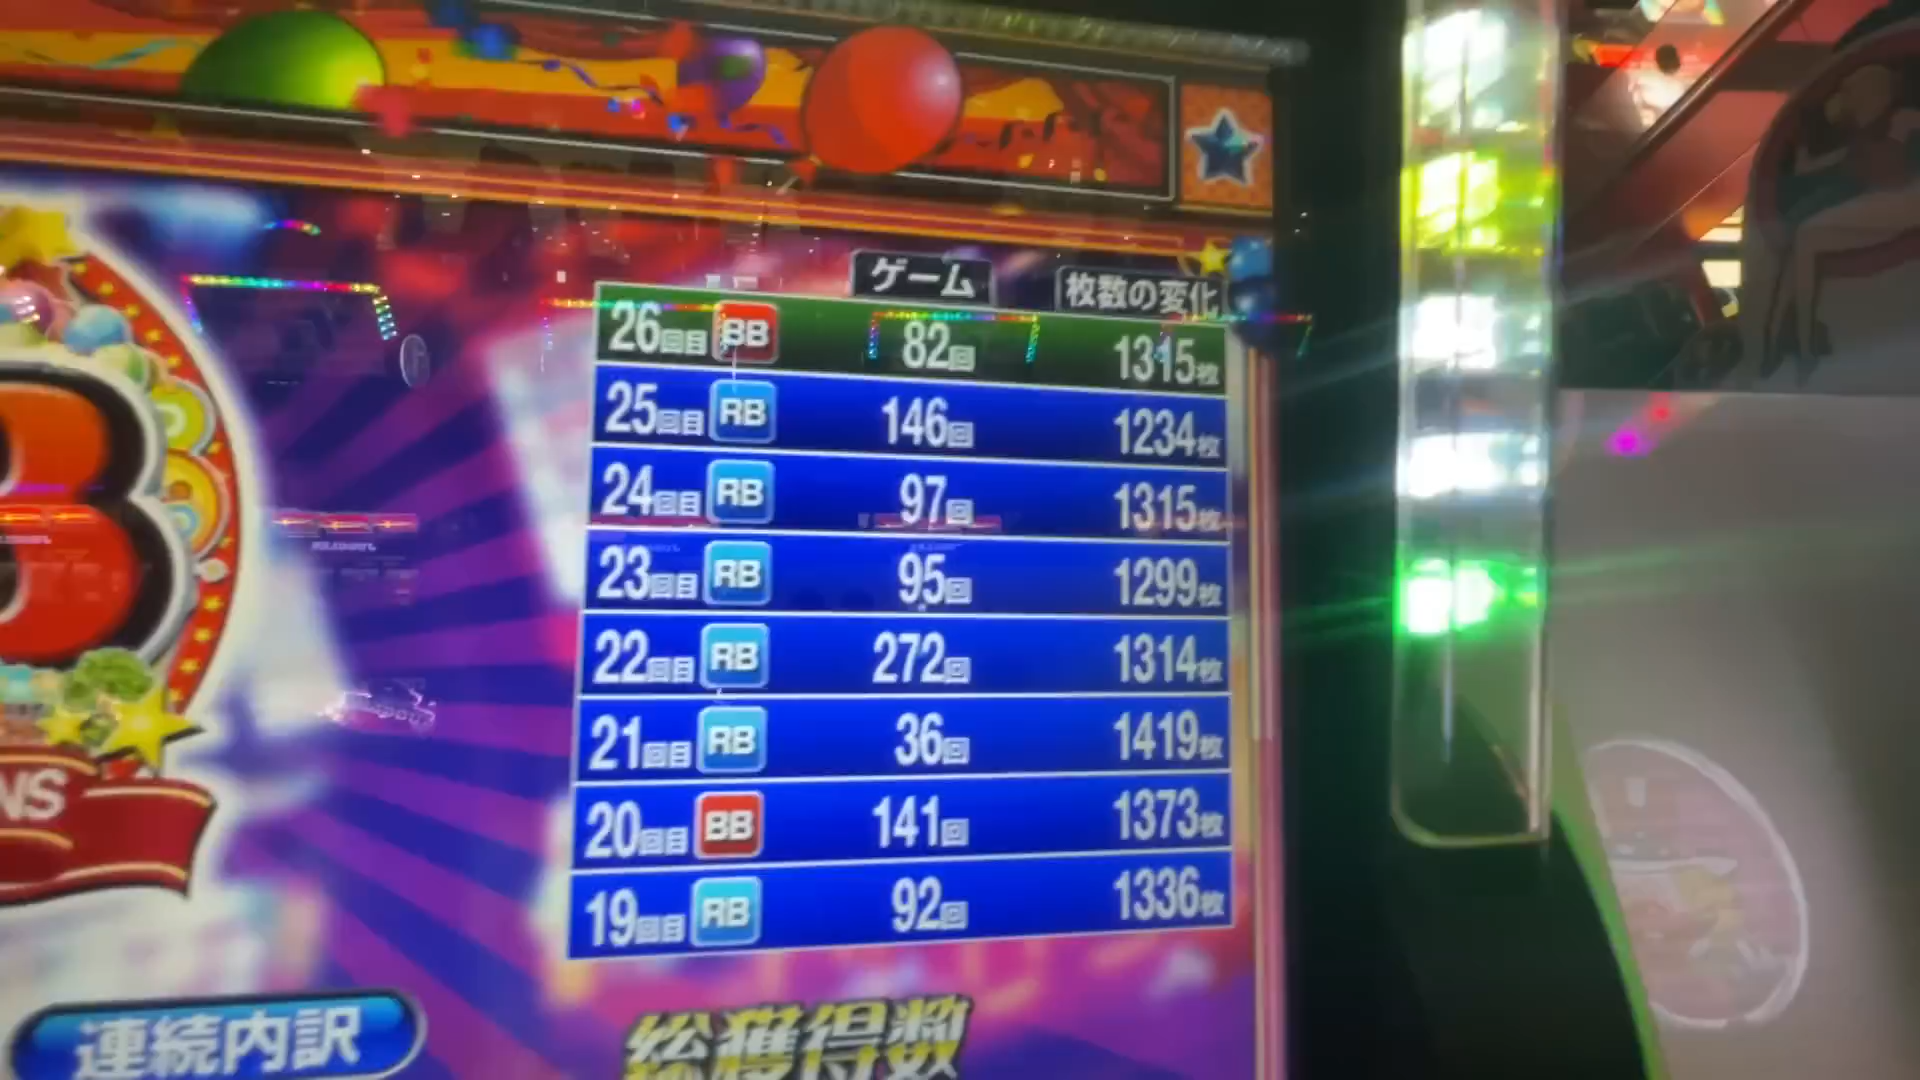 ゲーム 枚数の変化
26回目 BB 82回 1315枚
25回目 RB 146回 1234枚
24回目 RB 97回 1315枚
23回目 RB 95回 1299枚
22回目 RB 272回 1314枚
21回目 RB 36回 1419枚
20回目 BB 141回 1373枚
19回目 RB 92回 1336枚
NS
連続内訳
総獲得数